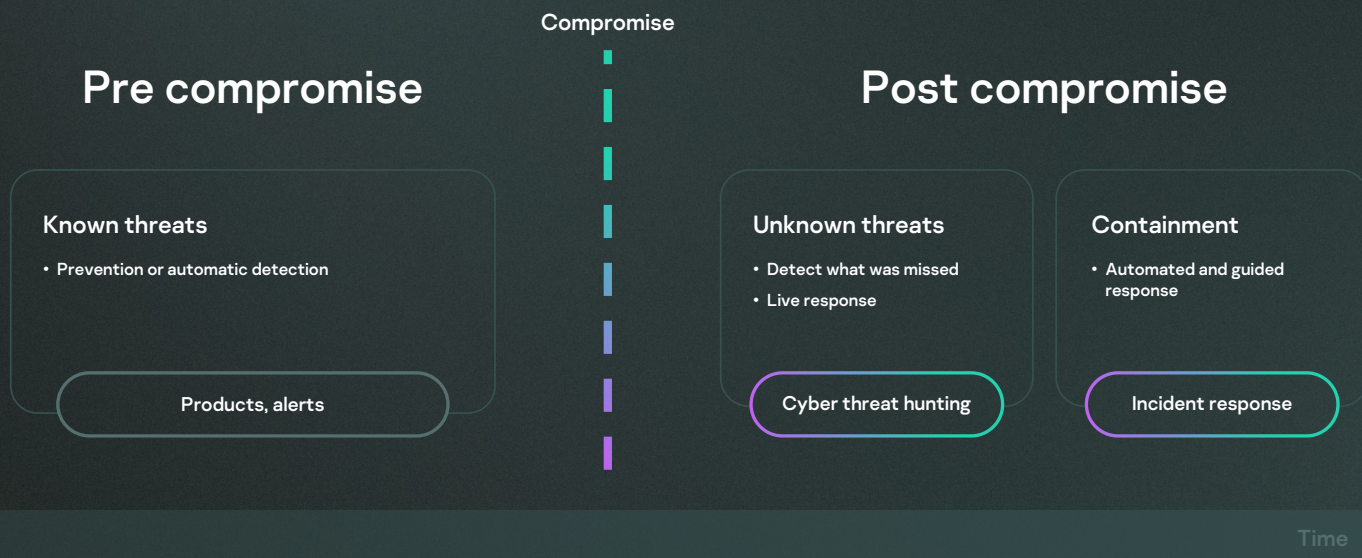 Compromise
Pre compromise
Known threats
• Prevention or automatic detection
Products, alerts
Post compromise
Unknown threats
• Detect what was missed
• Live response
Cyber threat hunting
Containment
• Automated and guided
response
Incident response
Time